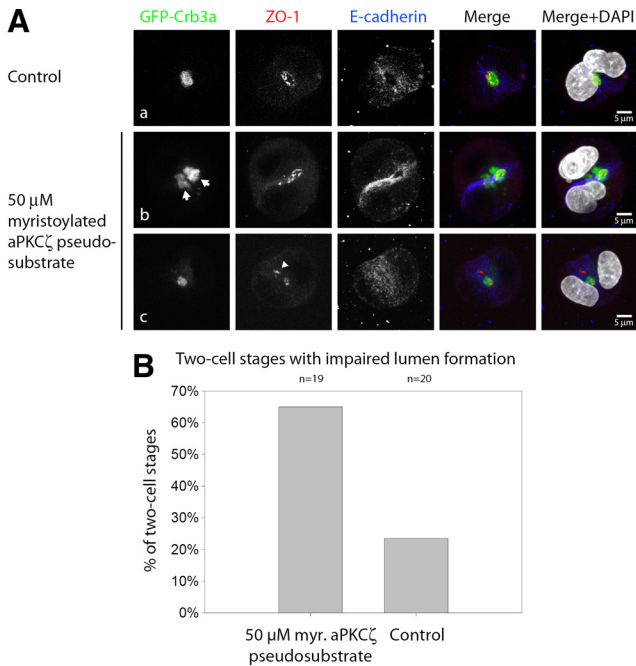 A
GFP-Crb3a ZO-1 E-cadherin Merge Merge+DAPI
Control
a
5 µm
50 µM
myristoylated
aPKCζ pseudo-
substrate
b
5 µm
c
5 µm
B
Two-cell stages with impaired lumen formation
n=19 n=20
70%
60%
50%
40%
30%
20%
10%
0%
% of two-cell stages
50 µM myr. aPKCζ Control
pseudosubstrate